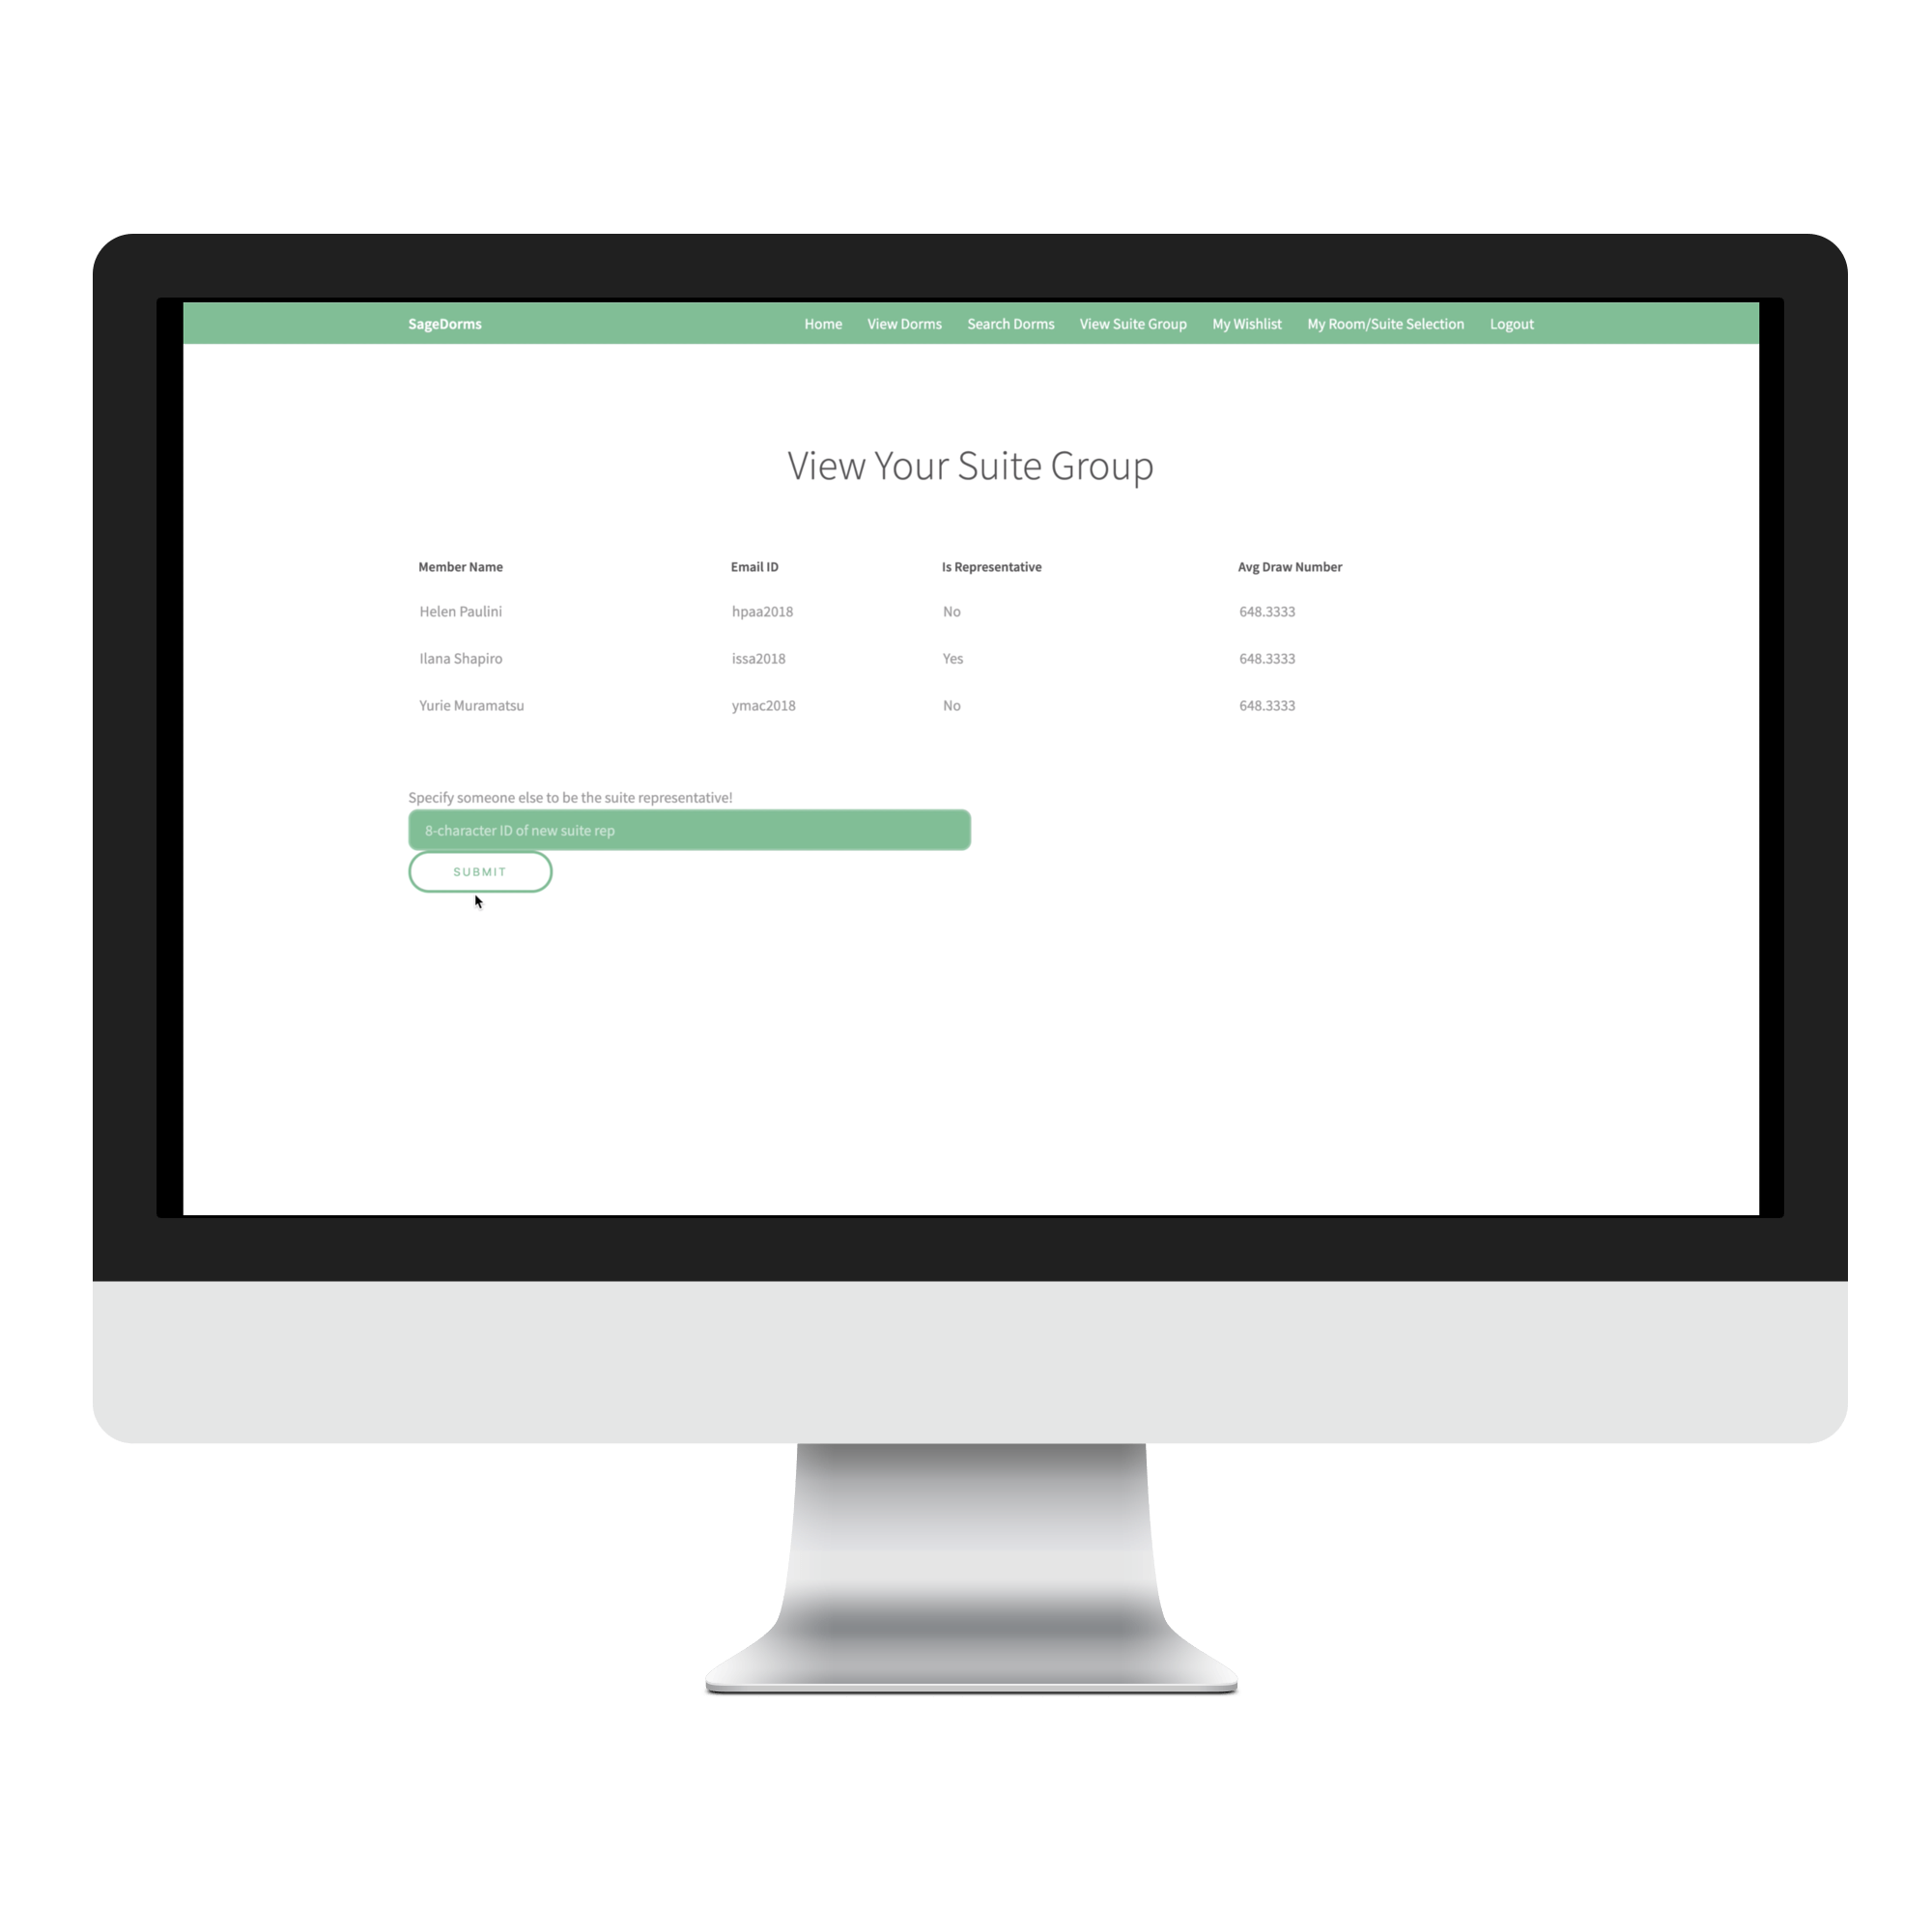 SageDorms Home View Dorms Search Dorms View Suite Group My Wishlist My Room/Suite Selection Logout
View Your Suite Group
Member Name Email ID Is Representative Avg Draw Number
Helen Paulini hpaa2018 No 648.3333
Ilana Shapiro issa2018 Yes 648.3333
Yurie Muramatsu ymac2018 No 648.3333
Specify someone else to be the suite representative!
8-character ID of new suite rep
SUBMIT